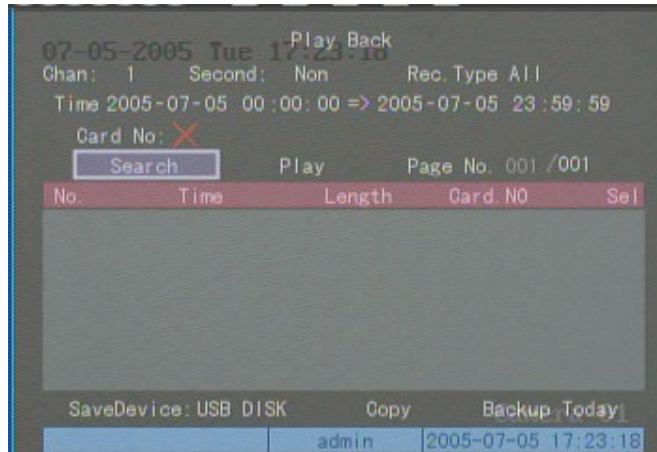 Play Back
07-05-2005 Tue 17:23:18
Chan: 1 Second: Non Rec.Type All
Time 2005-07-05 00:00:00 => 2005-07-05 23:59:59
Card No:
Search Play Page No. 001/001
No. Time Length Card.NO Sel
SaveDevice:USB DISK Copy Backup Today
Camera 01
admin 2005-07-05 17:23:18